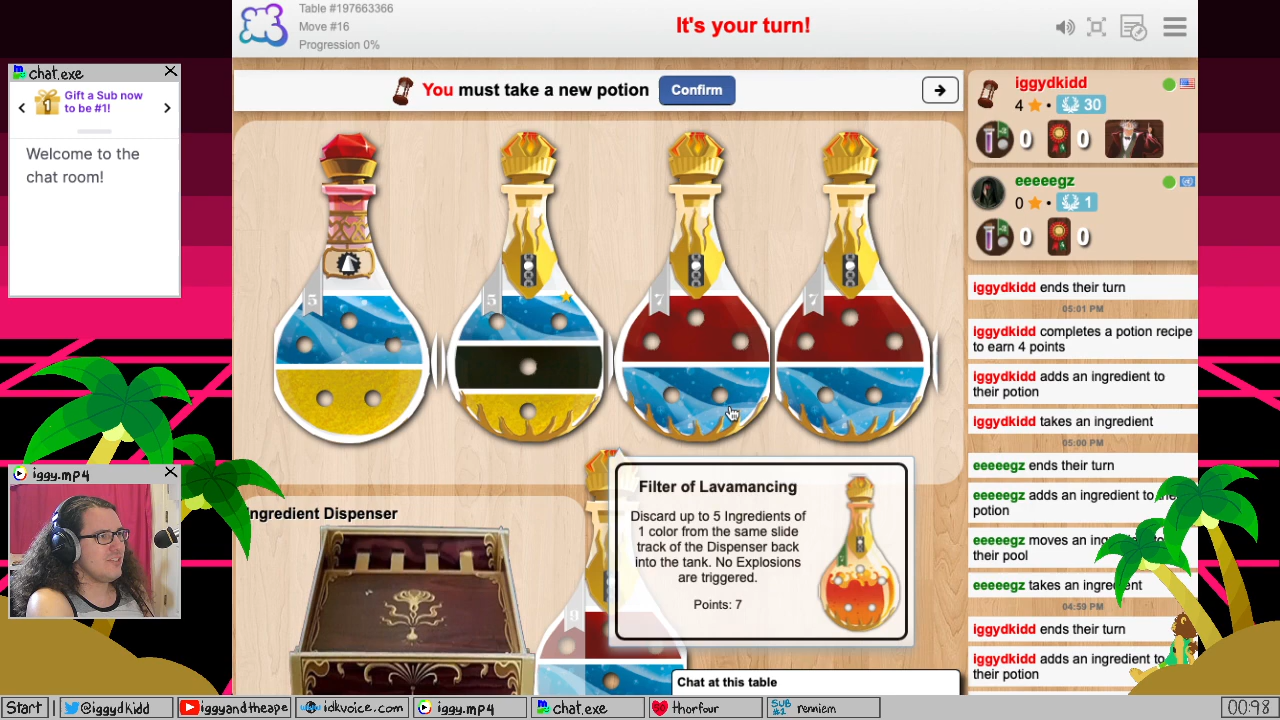 Table #197663366
Move #16
Progression 0%
It's your turn!
chat.exe
Gift a Sub now
to be #1!
1
Welcome to the
chat room!
You must take a new potion
Confirm
iggydkidd
4 • 30
0 0
eeeeegz
0 • 1
0 0
5
5
7
7
iggydkidd ends their turn
05:01 PM
iggydkidd completes a potion recipe
to earn 4 points
iggydkidd adds an ingredient to
their potion
iggydkidd takes an ingredient
05:00 PM
eeeeegz ends their turn
eeeeegz adds an ingredient to
potion
eeeeegz moves an
their pool
eeeeegz takes an ingredient
04:59 PM
iggydkidd ends their turn
iggydkidd adds an ingredient to
their potion
iggy.mp4
Ingredient Dispenser
Filter of Lavamancing
Discard up to 5 Ingredients of
1 color from the same slide
track of the Dispenser back
into the tank. No Explosions
are triggered.
Points: 7
Chat at this table
Start
@iggydkidd
iggyandtheape
idkvoice.com
iggy.mp4
chat.exe
thorfour
SUB #1
renniem
00:98